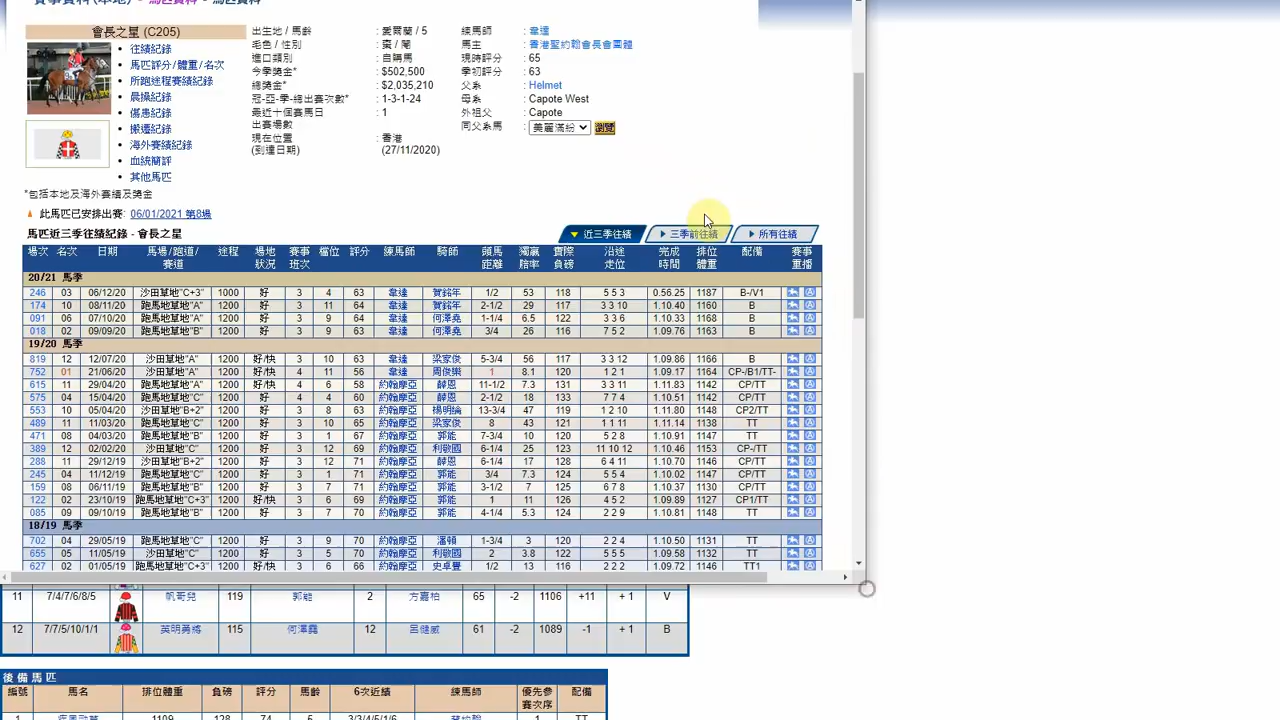 會長之星 (C205)
往績紀錄
馬匹評分/體重/名次
所跑途程賽績紀錄
晨操紀錄
傷患紀錄
搬遷紀錄
海外賽績紀錄
血統簡評
其他馬匹
出生地 / 馬齡 : 愛爾蘭 / 5
毛色 / 性別 : 棗 / 閹
進口類別 : 自購馬
今季獎金* : $502,500
總獎金* : $2,035,210
冠-亞-季-總出賽次數* : 1-3-1-24
最近十個賽馬日
出賽場數 : 1
現在位置 : 香港
(到達日期) (27/11/2020)
練馬師 : 韋達
馬主 : 香港聖約翰會長會團體
現時評分 : 65
季初評分 : 63
父系 : Helmet
母系 : Capote West
外祖父 : Capote
同父系馬 : 美麗滿紛 瀏覽
*包括本地及海外賽績及獎金
此馬匹已安排出賽: 06/01/2021 第8場
馬匹近三季往績紀錄 - 會長之星
近三季往績 三季前往績 所有往績
場次 名次 日期 馬場/跑道/賽道 途程 場地狀況 賽事班次 檔位 評分 練馬師 騎師 頭馬距離 獨贏賠率 實際負磅 沿途走位 完成時間 排位體重 配備 賽事重播
20/21 馬季
246 03 06/12/20 沙田草地"C+3" 1000 好 3 4 63 韋達 賀銘年 1/2 53 118 5 5 3 0.56.25 1187 B-/V1
174 10 08/11/20 跑馬地草地"A" 1200 好 3 11 64 韋達 賀銘年 2-1/2 29 117 3 3 10 1.10.40 1160 B
091 06 07/10/20 跑馬地草地"A" 1200 好 3 9 64 韋達 何澤堯 1-1/4 6.5 122 3 3 6 1.10.33 1168 B
018 02 09/09/20 跑馬地草地"B" 1200 好 3 9 63 韋達 何澤堯 3/4 26 116 7 5 2 1.09.76 1163 B
19/20 馬季
819 12 12/07/20 沙田草地"A" 1200 好/快 3 10 63 韋達 梁家俊 5-3/4 56 117 3 3 12 1.09.86 1166 B
752 01 21/06/20 沙田草地"A" 1200 好/快 4 11 56 韋達 周俊樂 1 8.1 120 1 2 1 1.09.17 1164 CP-/B1/TT-
615 11 29/04/20 跑馬地草地"A" 1200 好/快 4 6 58 約翰摩亞 薛恩 11-1/2 7.3 131 3 3 11 1.11.83 1142 CP/TT
575 04 15/04/20 跑馬地草地"C" 1200 好 4 4 60 約翰摩亞 薛恩 2-1/2 18 133 7 7 4 1.10.51 1142 CP/TT
553 10 05/04/20 沙田草地"B+2" 1200 好 3 8 63 約翰摩亞 楊明綸 13-3/4 47 119 1 2 10 1.11.80 1148 CP2/TT
489 11 11/03/20 跑馬地草地"C" 1200 好 3 10 65 約翰摩亞 梁家俊 8 43 121 1 1 11 1.11.14 1138 TT
471 08 04/03/20 跑馬地草地"B" 1200 好 3 1 67 約翰摩亞 郭能 7-3/4 10 120 5 2 8 1.10.91 1147 TT
389 12 02/02/20 沙田草地"C" 1200 好 3 12 69 約翰摩亞 利敬國 6-1/4 25 123 11 10 12 1.10.46 1153 CP-/TT
288 11 29/12/19 沙田草地"B+2" 1200 好 3 12 71 約翰摩亞 薛恩 6-1/4 17 128 6 4 11 1.10.70 1146 CP/TT
245 04 11/12/19 跑馬地草地"C" 1200 好 3 1 71 約翰摩亞 郭能 3/4 7.3 124 5 5 4 1.10.02 1147 CP/TT
159 08 06/11/19 跑馬地草地"B" 1200 好 3 7 71 約翰摩亞 郭能 3-1/2 7 125 6 7 8 1.10.37 1130 CP/TT
122 02 23/10/19 跑馬地草地"C+3" 1200 好/快 3 6 69 約翰摩亞 郭能 1 11 126 4 5 2 1.09.89 1127 CP1/TT
085 09 09/10/19 跑馬地草地"B" 1200 好 3 7 70 約翰摩亞 郭能 4-1/4 5.3 124 2 2 9 1.10.81 1148 TT
18/19 馬季
702 04 29/05/19 跑馬地草地"C" 1200 好 3 9 70 約翰摩亞 潘頓 1-3/4 3 120 2 2 4 1.10.50 1131 TT
655 05 11/05/19 沙田草地"C" 1200 好 3 5 70 約翰摩亞 利敬國 2 3.8 122 5 5 5 1.09.58 1132 TT
627 02 01/05/19 跑馬地草地"C+3" 1200 好 3 6 66 約翰摩亞 史卓豐 1/2 13 116 2 2 2 1.09.72 1146 TT1
11 7/4/7/6/8/5 帆哥兒 119 郭能 2 方嘉柏 65 -2 1106 +11 + 1 V
12 7/7/5/10/1/1 英明勇將 115 何澤堯 12 呂健威 61 -2 1089 -1 + 1 B
後備馬匹
編號 馬名 排位體重 負磅 評分 馬齡 6次近績 練馬師 優先參賽次序 配備
1 1109 128 74 5 3/3/4/5/1/6 1 TT